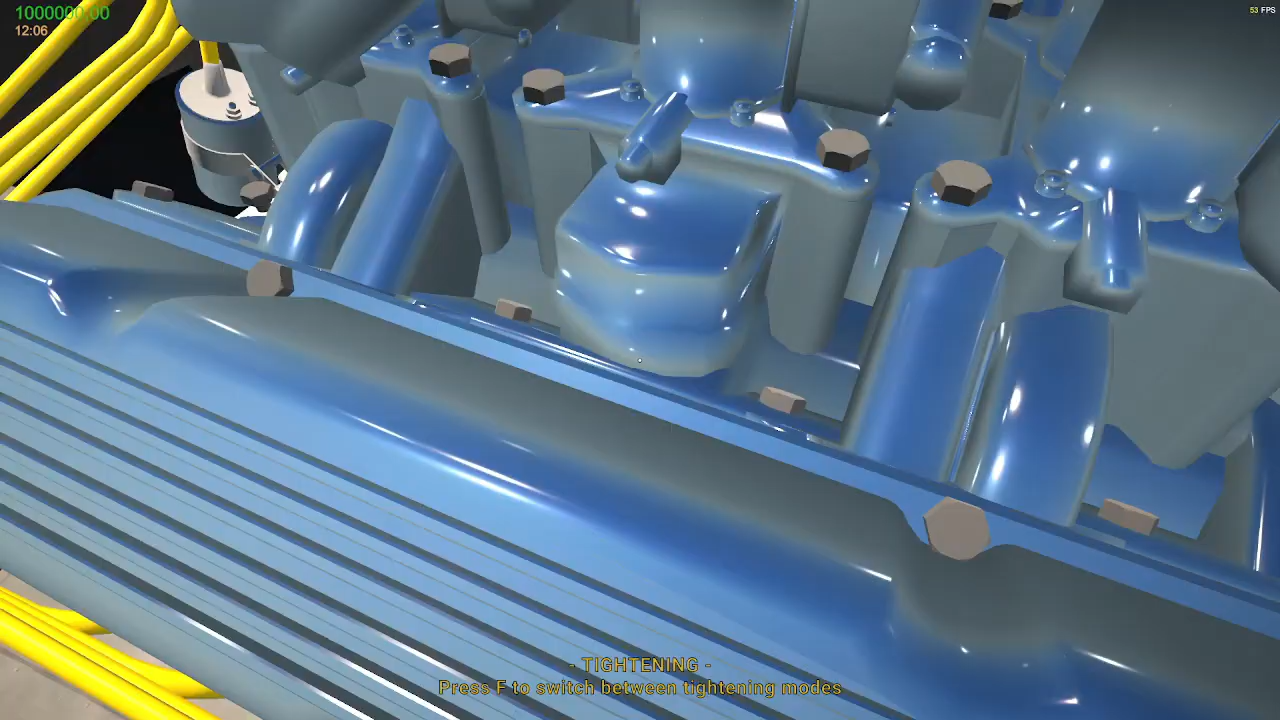 1000000.00
12:06
53 FPS
- TIGHTENING -
Press F to switch between tightening modes